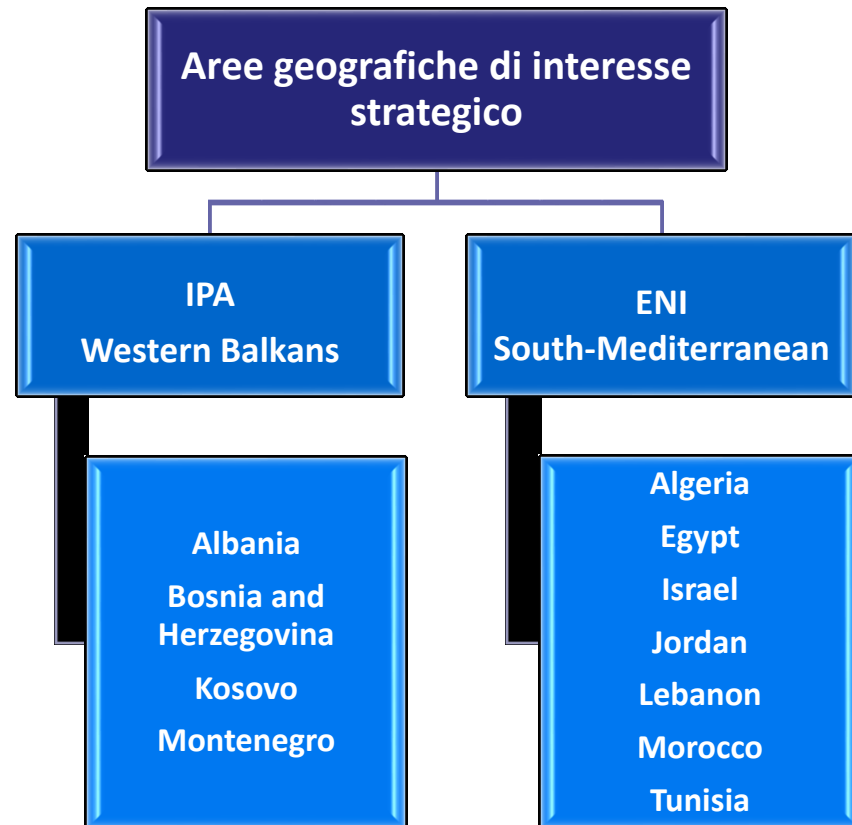 Aree geografiche di interesse
strategico
IPA
Western Balkans
ENI
South-Mediterranean
Albania
Bosnia and
Herzegovina
Kosovo
Montenegro
Algeria
Egypt
Israel
Jordan
Lebanon
Morocco
Tunisia